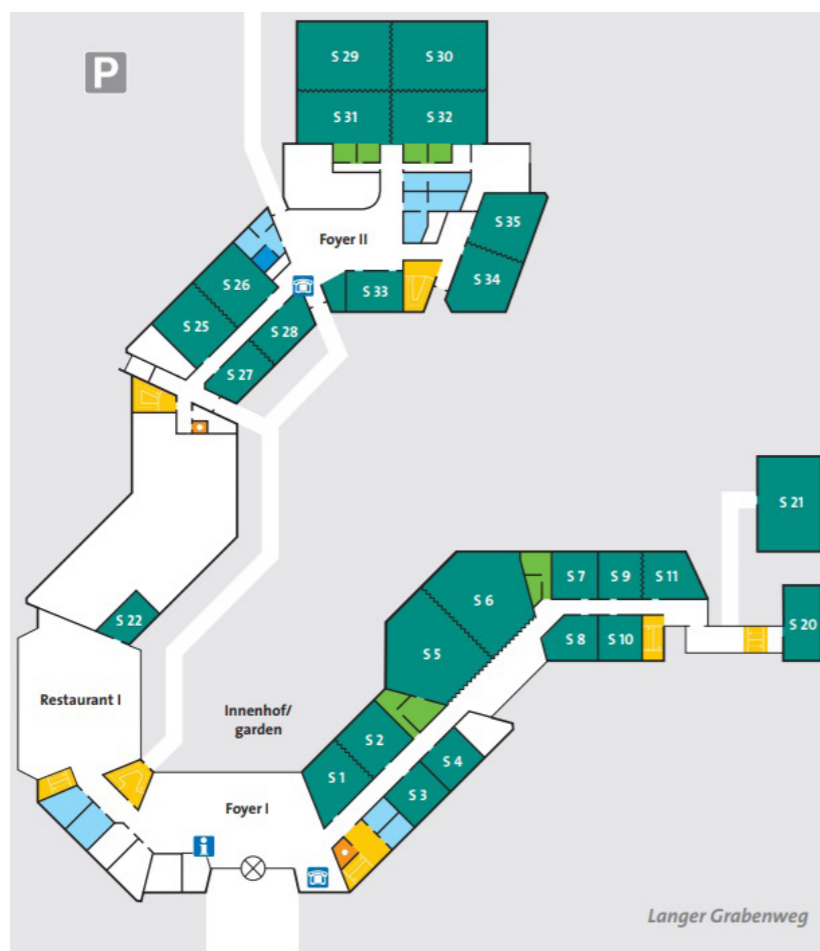 P
S 29
S 30
S 31
S 32
S 35
Foyer II
S 26
S 34
S 33
S 25
S 28
S 27
S 21
S 7
S 9
S 11
S 6
S 22
S 20
S 8
S 10
S 5
Restaurant I
Innenhof/
garden
S 2
S 4
S 1
S 3
Foyer I
i
Langer Grabenweg